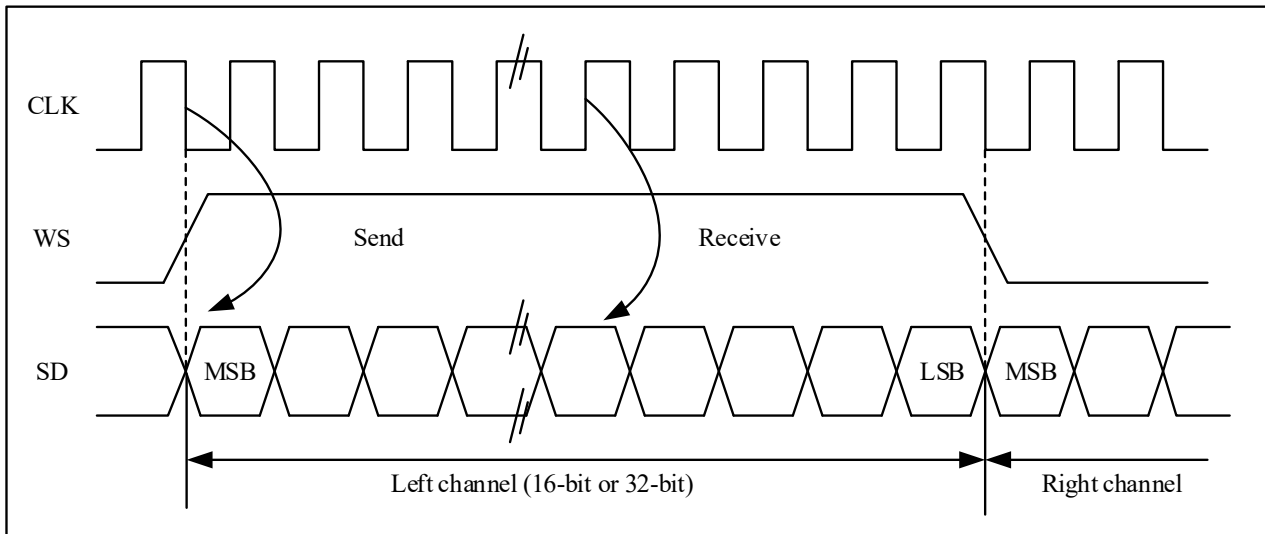 CLK
WS
Send
Receive
SD
MSB
LSB
MSB
Left channel (16-bit or 32-bit)
Right channel